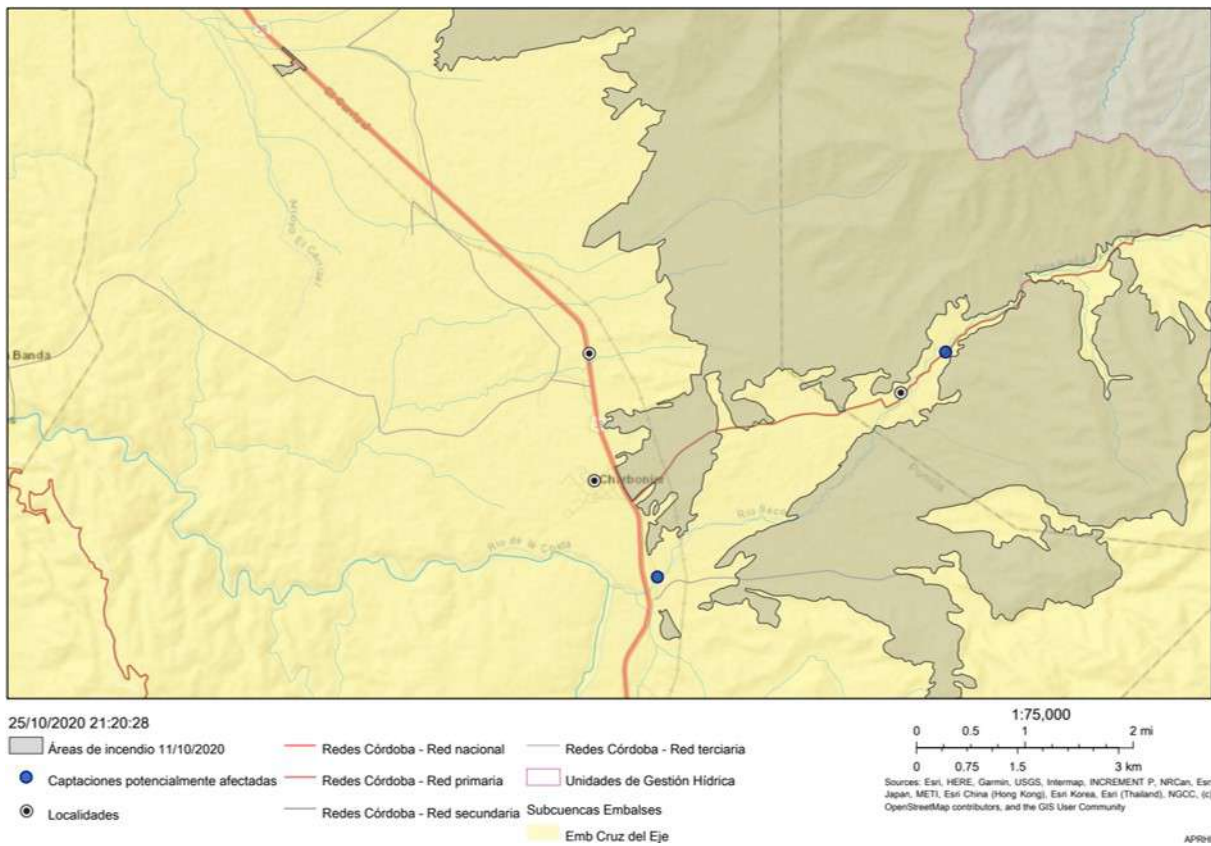 Banda
Charbonier
Río Seco
Río de la Costa
25/10/2020 21:20:28
Áreas de incendio 11/10/2020
Captaciones potencialmente afectadas
Localidades
Redes Córdoba - Red nacional
Redes Córdoba - Red primaria
Redes Córdoba - Red secundaria
Redes Córdoba - Red terciaria
Unidades de Gestión Hídrica
Subcuencas Embalses
Emb Cruz del Eje
1:75,000
0 0.5 1 2 mi
0 0.75 1.5 3 km
Sources: Esri, HERE, Garmin, USGS, Intermap, INCREMENT P, NRCan, Esri
Japan, METI, Esri China (Hong Kong), Esri Korea, Esri (Thailand), NGCC, (c)
OpenStreetMap contributors, and the GIS User Community